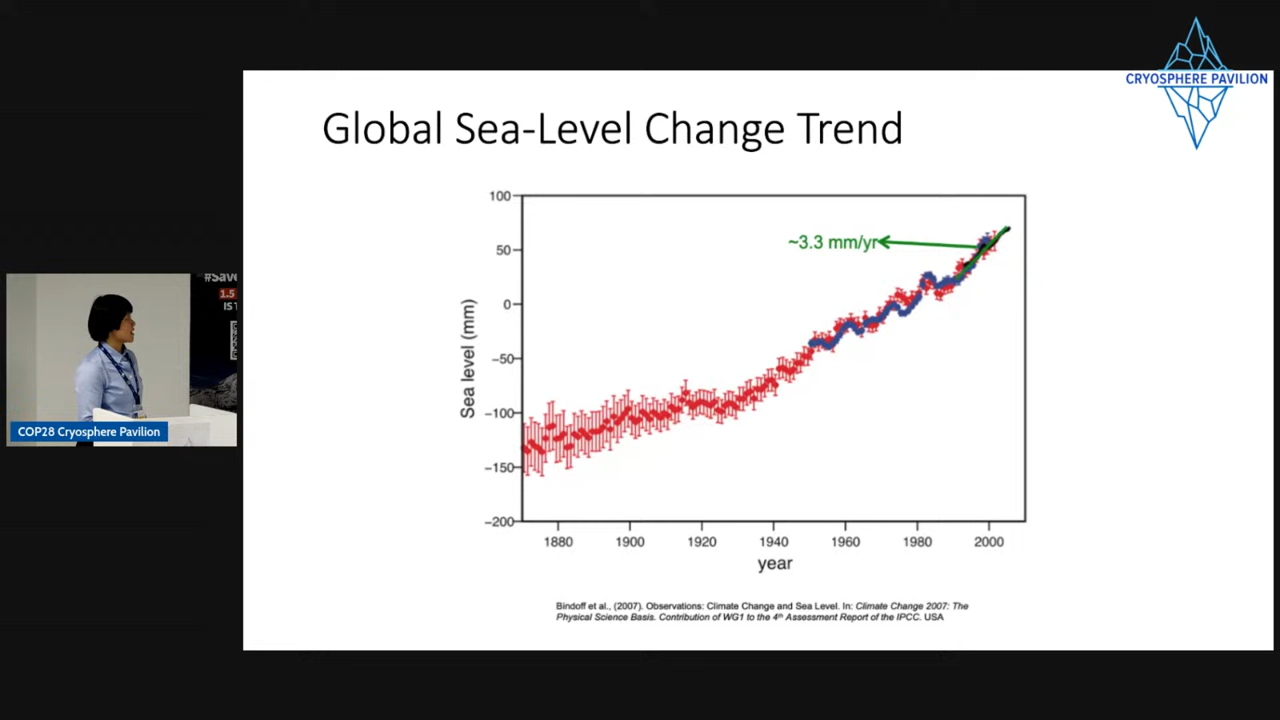 CRYOSPHERE PAVILION
Global Sea-Level Change Trend
100
50
0
−50
−100
−150
−200
Sea level (mm)
~3.3 mm/yr
1880
1900
1920
1940
1960
1980
2000
year
Bindoff et al., (2007). Observations: Climate Change and Sea Level. In: Climate Change 2007: The
Physical Science Basis. Contribution of WG1 to the 4th Assessment Report of the IPCC. USA
#Save
1.5
IS
COP28 Cryosphere Pavilion